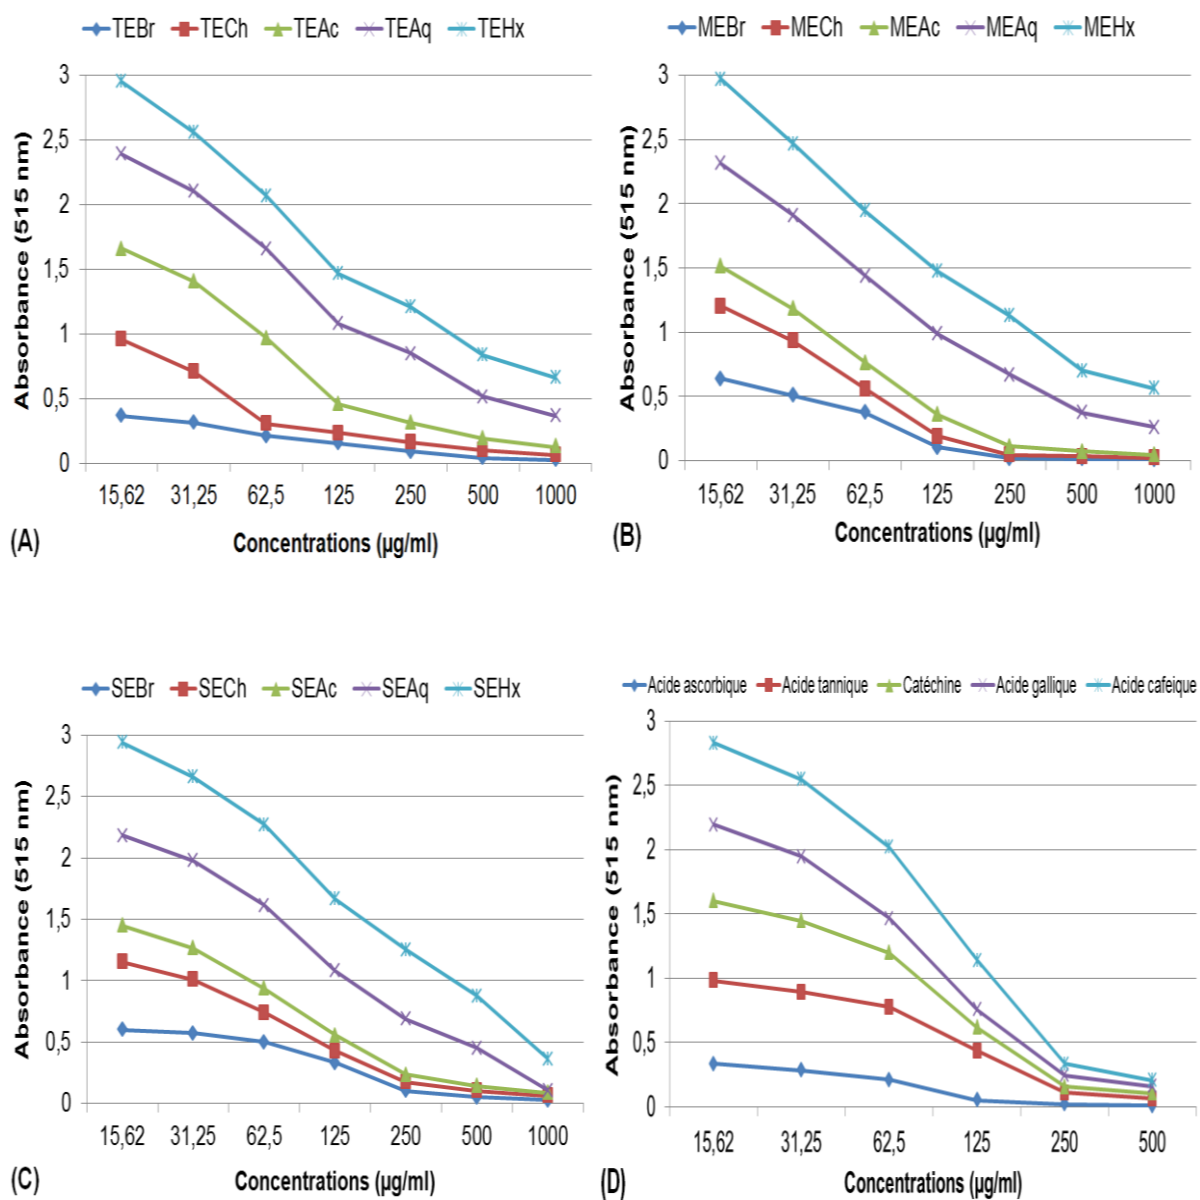 TEBr TECh TEAc TEAq TEHx
3
2,5
2
1,5
1
0,5
0
Absorbance (515 nm)
15,62 31,25 62,5 125 250 500 1000
Concentrations (µg/ml)
(A)
MEBr MECh MEAc MEAq MEHx
3
2,5
2
1,5
1
0,5
0
Absorbance (515 nm)
15,62 31,25 62,5 125 250 500 1000
Concentrations (µg/ml)
(B)
SEBr SECh SEAc SEAq SEHx
3
2,5
2
1,5
1
0,5
0
Absorbance (515 nm)
15,62 31,25 62,5 125 250 500 1000
Concentrations (µg/ml)
(C)
Acide ascorbique Acide tannique Catéchine Acide gallique Acide cafeique
3
2,5
2
1,5
1
0,5
0
Absorbance (515 nm)
15,62 31,25 62,5 125 250 500
Concentrations (µg/ml)
(D)